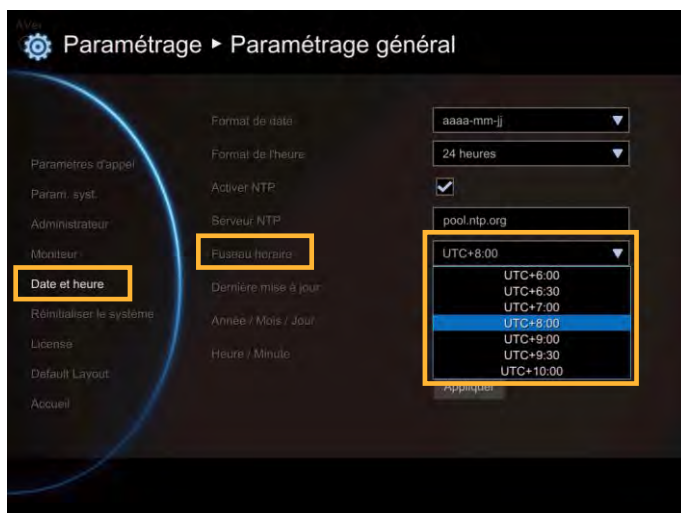 AVer
Paramétrage ▸ Paramétrage général
Format de date
aaaa-mm-jj
Format de l'heure
24 heures
Paramètres d'appel
Activer NTP
Param. syst.
Serveur NTP
pool.ntp.org
Administrateur
Moniteur
Fuseau horaire
UTC+8:00
UTC+6:00
UTC+6:30
UTC+7:00
UTC+8:00
UTC+9:00
UTC+9:30
UTC+10:00
Date et heure
Dernière mise à jour
Réinitialiser le système
Année / Mois / Jour
License
Heure / Minute
Default Layout
Appliquer
Accueil